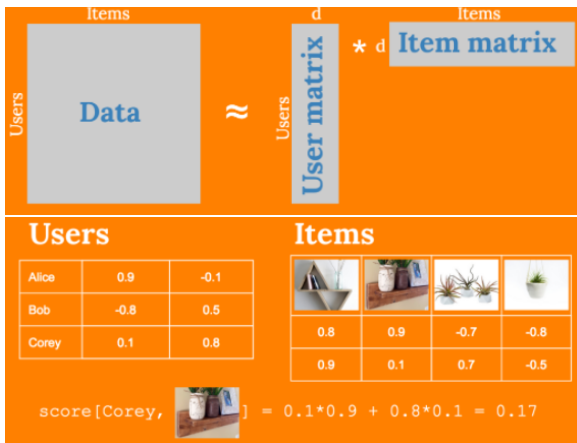 Items
Users
Data
≈
d
Users
User matrix
* d
Items
Item matrix
Users
Alice 0.9 -0.1
Bob -0.8 0.5
Corey 0.1 0.8
Items
0.8 0.9 -0.7 -0.8
0.9 0.1 0.7 -0.5
score[Corey, ] = 0.1*0.9 + 0.8*0.1 = 0.17